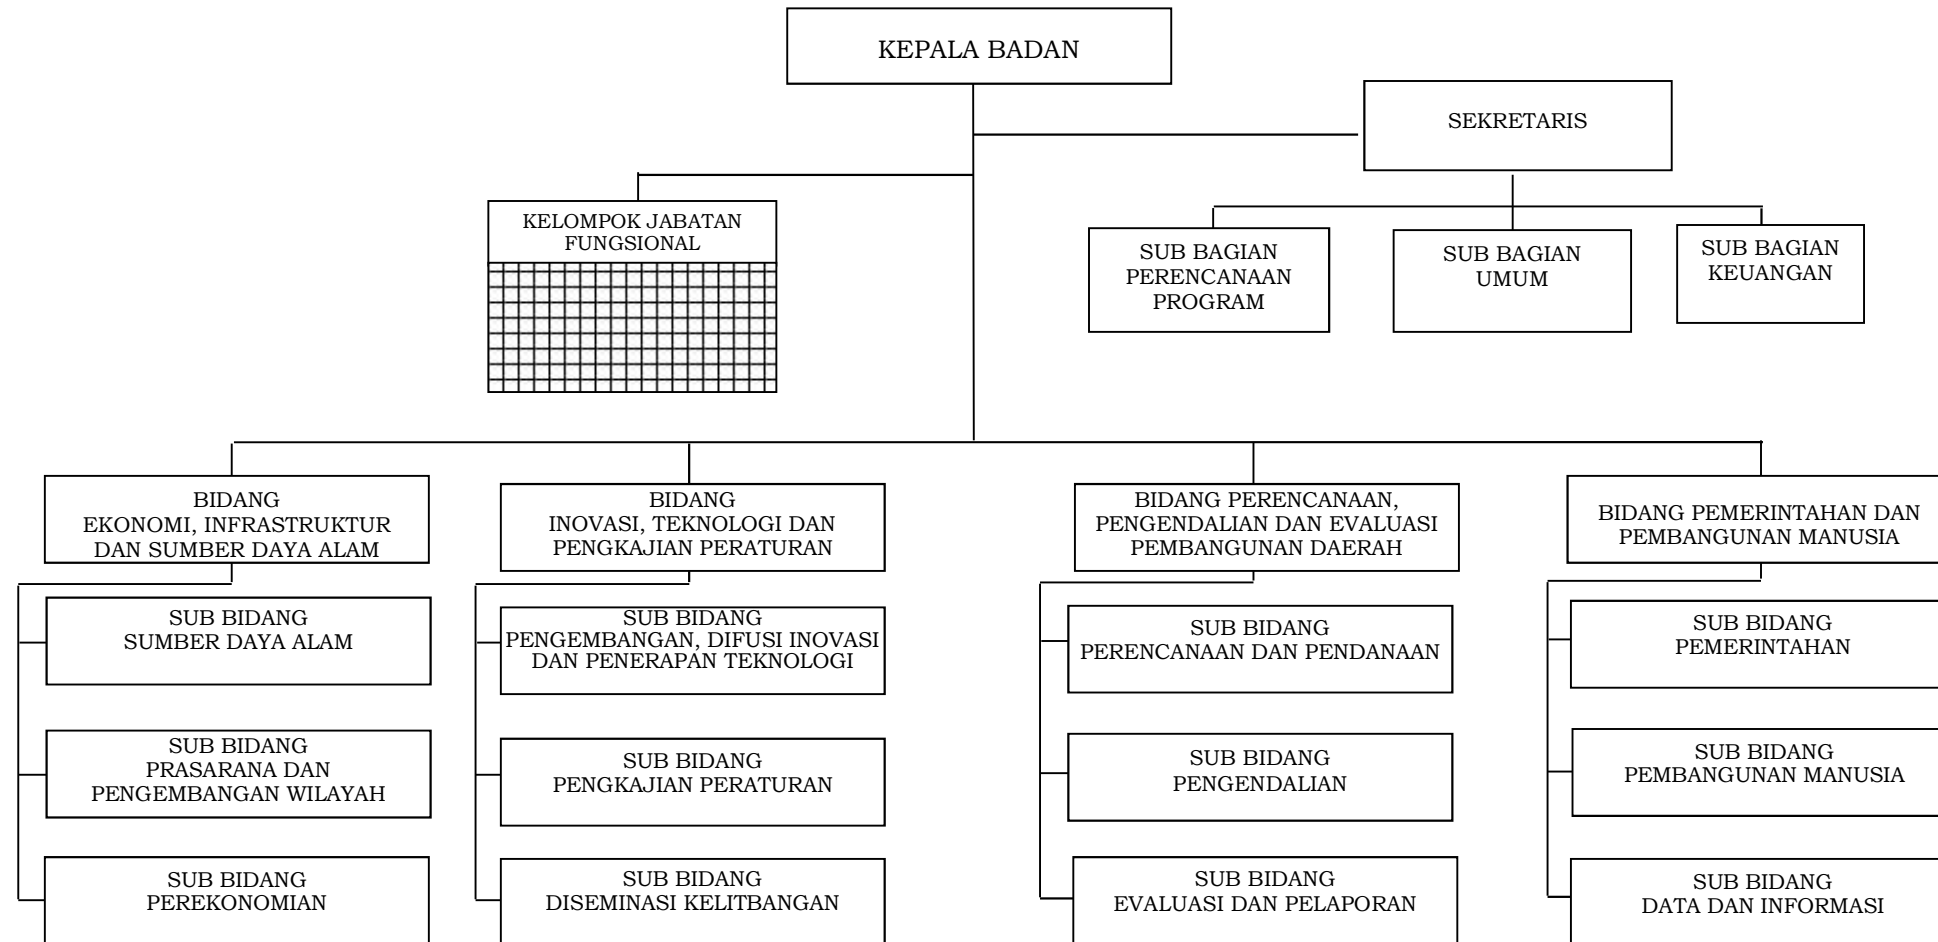 KEPALA BADAN
SEKRETARIS
KELOMPOK JABATAN
FUNGSIONAL
SUB BAGIAN
PERENCANAAN
PROGRAM
SUB BAGIAN
UMUM
SUB BAGIAN
KEUANGAN
BIDANG
EKONOMI, INFRASTRUKTUR
DAN SUMBER DAYA ALAM
BIDANG
INOVASI, TEKNOLOGI DAN
PENGKAJIAN PERATURAN
BIDANG PERENCANAAN,
PENGENDALIAN DAN EVALUASI
PEMBANGUNAN DAERAH
BIDANG PEMERINTAHAN DAN
PEMBANGUNAN MANUSIA
SUB BIDANG
SUMBER DAYA ALAM
SUB BIDANG
PENGEMBANGAN, DIFUSI INOVASI
DAN PENERAPAN TEKNOLOGI
SUB BIDANG
PERENCANAAN DAN PENDANAAN
SUB BIDANG
PEMERINTAHAN
SUB BIDANG
PRASARANA DAN
PENGEMBANGAN WILAYAH
SUB BIDANG
PENGKAJIAN PERATURAN
SUB BIDANG
PENGENDALIAN
SUB BIDANG
PEMBANGUNAN MANUSIA
SUB BIDANG
PEREKONOMIAN
SUB BIDANG
DISEMINASI KELITBANGAN
SUB BIDANG
EVALUASI DAN PELAPORAN
SUB BIDANG
DATA DAN INFORMASI